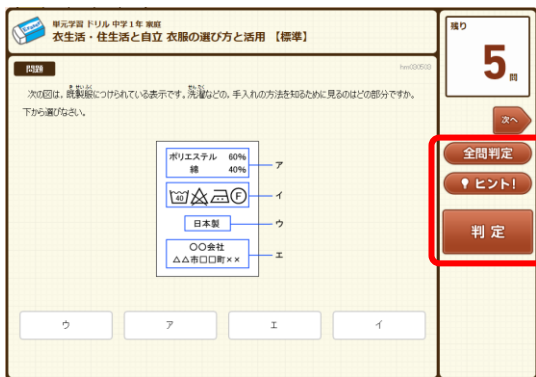 単元学習 ドリル 中学1年 家庭
衣生活・住生活と自立 衣服の選び方と活用 【標準】
問題
次の図は，既製服につけられている表示です。洗濯などの，手入れの方法を知るために見るのはどの部分ですか。
下から選びなさい。
ポリエステル 60%
綿 40%
ア
40
F
イ
日本製
ウ
〇〇会社
△△市□□町××
エ
ウ
ア
エ
イ
残り
5問
次へ
全問判定
ヒント！
判定